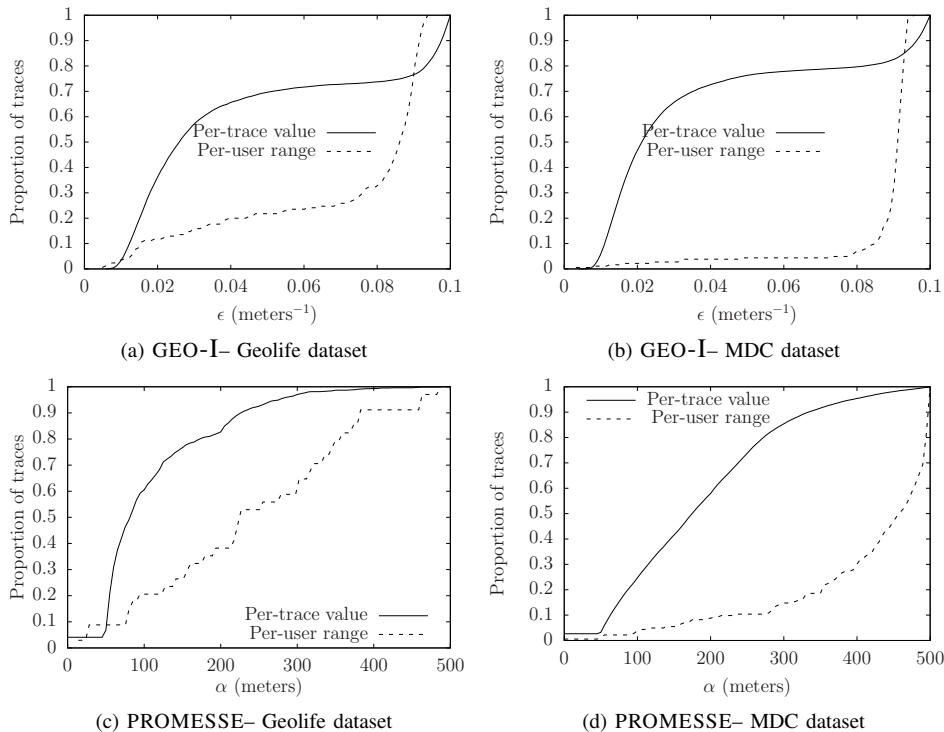 1
0.9
0.8
0.7
0.6
0.5
0.4
0.3
0.2
0.1
0
Proportion of traces
Per-trace value
Per-user range
0 0.02 0.04 0.06 0.08 0.1
ϵ (meters⁻¹)
(a) GEO-I– Geolife dataset
1
0.9
0.8
0.7
0.6
0.5
0.4
0.3
0.2
0.1
0
Proportion of traces
Per-trace value
Per-user range
0 0.02 0.04 0.06 0.08 0.1
ϵ (meters⁻¹)
(b) GEO-I– MDC dataset
1
0.9
0.8
0.7
0.6
0.5
0.4
0.3
0.2
0.1
0
Proportion of traces
Per-trace value
Per-user range
0 100 200 300 400 500
α (meters)
(c) PROMESSE– Geolife dataset
1
0.9
0.8
0.7
0.6
0.5
0.4
0.3
0.2
0.1
0
Proportion of traces
Per-trace value
Per-user range
0 100 200 300 400 500
α (meters)
(d) PROMESSE– MDC dataset